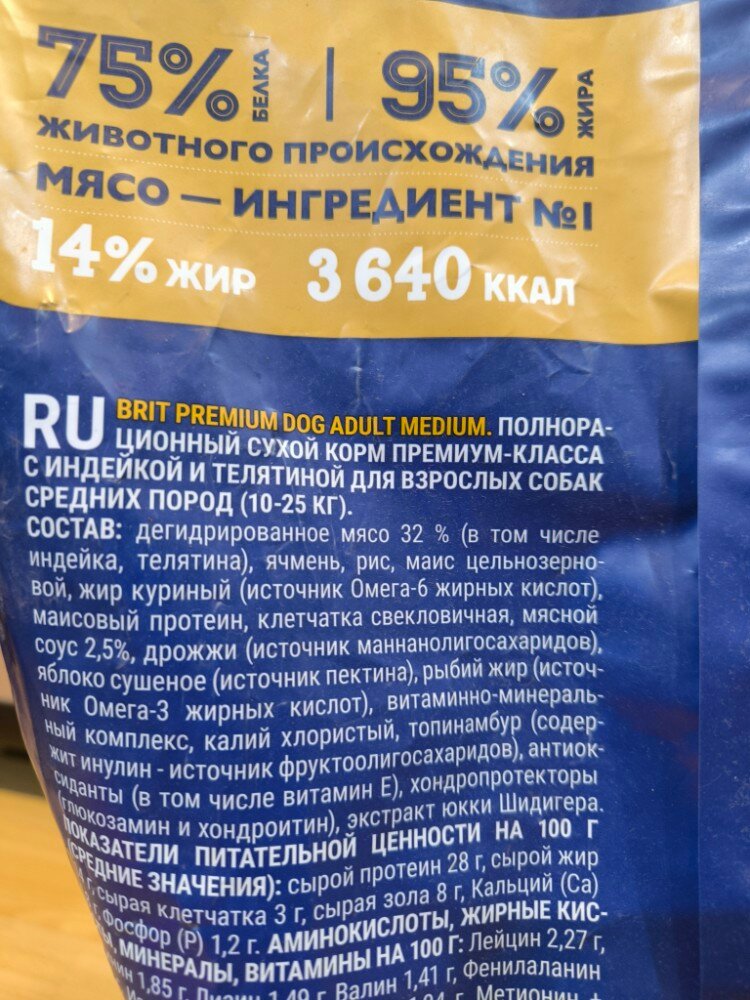 75% БЕЛКА | 95% ЖИРА
ЖИВОТНОГО ПРОИСХОЖДЕНИЯ
МЯСО — ИНГРЕДИЕНТ №1
14% ЖИР 3 640 ККАЛ
RU BRIT PREMIUM DOG ADULT MEDIUM. ПОЛНОРА-
ЦИОННЫЙ СУХОЙ КОРМ ПРЕМИУМ-КЛАССА
С ИНДЕЙКОЙ И ТЕЛЯТИНОЙ ДЛЯ ВЗРОСЛЫХ СОБАК
СРЕДНИХ ПОРОД (10-25 КГ).
СОСТАВ: дегидрированное мясо 32 % (в том числе
индейка, телятина), ячмень, рис, маис цельнозерно-
вой, жир куриный (источник Омега-6 жирных кислот),
маисовый протеин, клетчатка свекловичная, мясной
соус 2,5%, дрожжи (источник маннанолигосахаридов),
яблоко сушеное (источник пектина), рыбий жир (источ-
ник Омега-3 жирных кислот), витаминно-минераль-
ный комплекс, калий хлористый, топинамбур (содер-
жит инулин - источник фруктоолигосахаридов), антиок-
сиданты (в том числе витамин Е), хондропротекторы
(глюкозамин и хондроитин), экстракт юкки Шидигера.
ПОКАЗАТЕЛИ ПИТАТЕЛЬНОЙ ЦЕННОСТИ НА 100 Г
(СРЕДНИЕ ЗНАЧЕНИЯ): сырой протеин 28 г, сырой жир
г, сырая клетчатка 3 г, сырая зола 8 г, Кальций (Ca)
г, Фосфор (P) 1,2 г. АМИНОКИСЛОТЫ, ЖИРНЫЕ КИС-
МИНЕРАЛЫ, ВИТАМИНЫ НА 100 Г: Лейцин 2,27 г,
1,85 г, Лизин 1,49 г, Валин 1,41 г, Фенилаланин
Метионин +